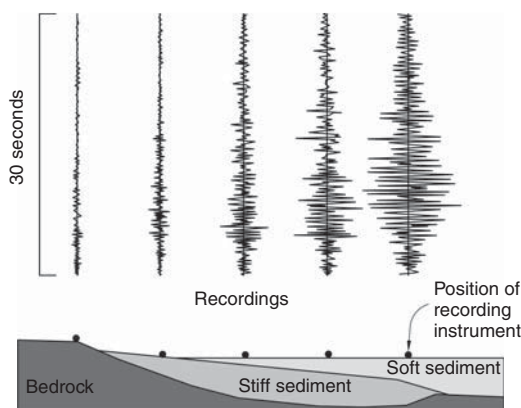 30 seconds
Recordings
Position of
recording
instrument
Soft sediment
Stiff sediment
Bedrock